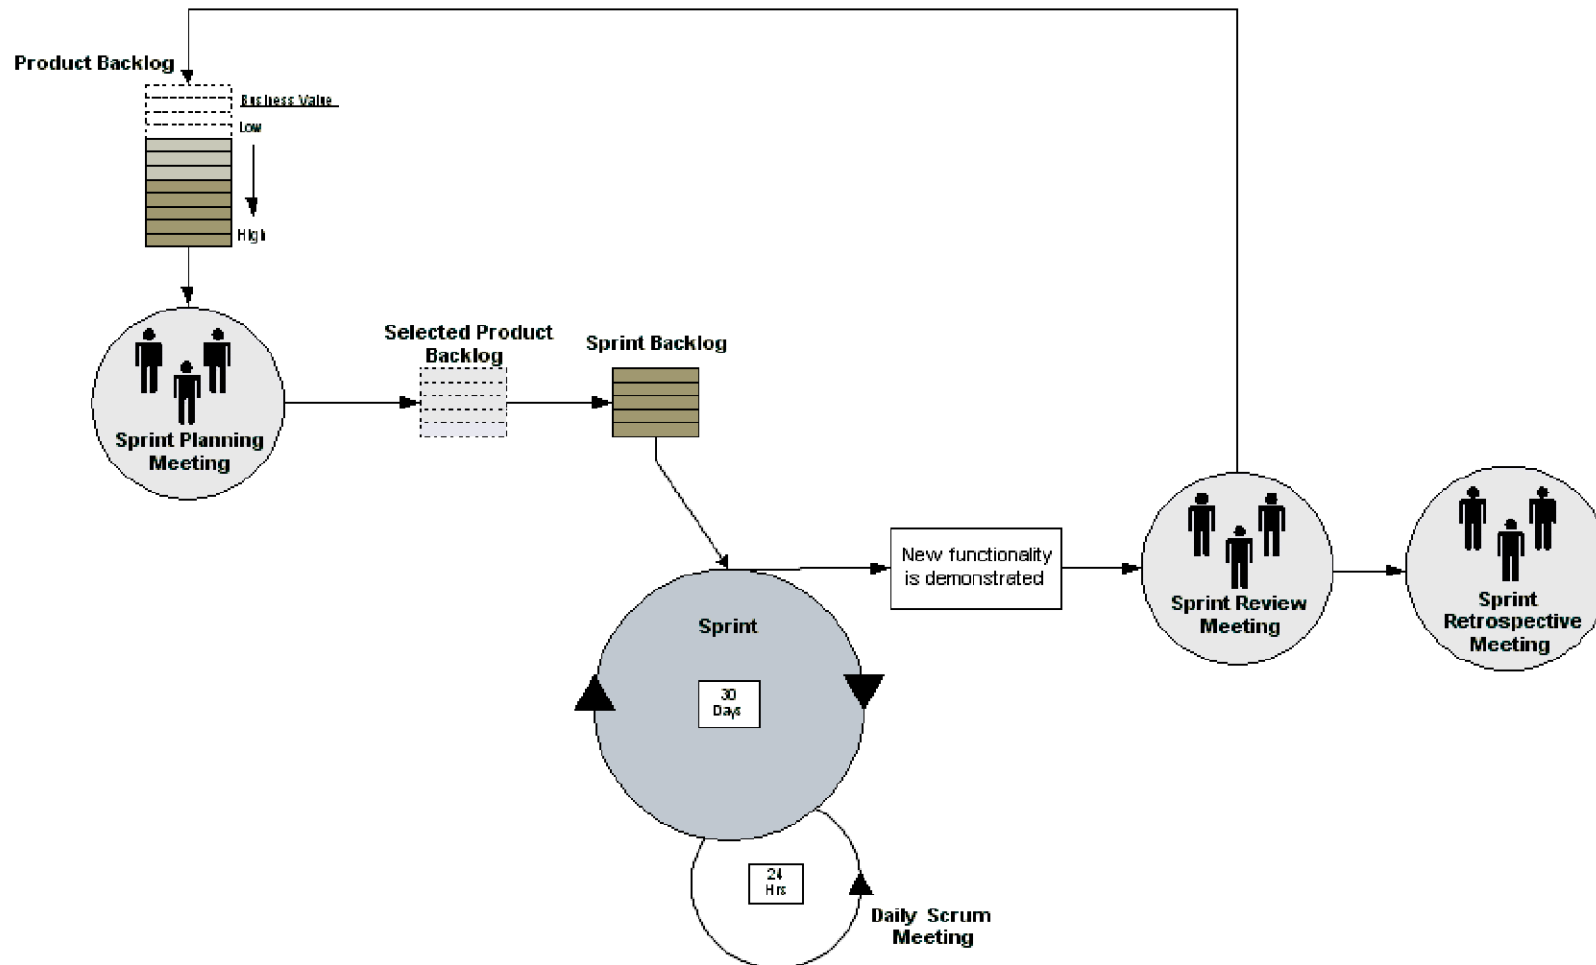 Product Backlog
Business Value
Low
High
Sprint Planning
Meeting
Selected Product
Backlog
Sprint Backlog
Sprint
30
Days
24
Hrs
Daily Scrum
Meeting
New functionality
is demonstrated
Sprint Review
Meeting
Sprint
Retrospective
Meeting